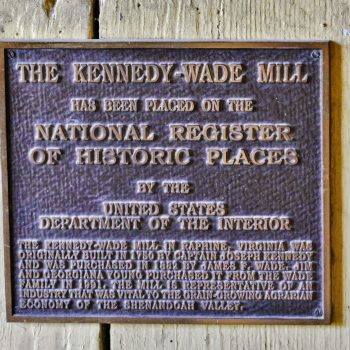 THE KENNEDY-WADE MILL
HAS BEEN PLACED ON THE
NATIONAL REGISTER
OF HISTORIC PLACES
BY THE
UNITED STATES
DEPARTMENT OF THE INTERIOR
THE KENNEDY-WADE MILL IN RAPHINE, VIRGINIA WAS
ORIGINALLY BUILT IN 1750 BY CAPTAIN JOSEPH KENNEDY
AND WAS PURCHASED IN 1882 BY JAMES F. WADE. JIM
AND GEORGIANA YOUNG PURCHASED IT FROM THE WADE
FAMILY IN 1991. THE MILL IS REPRESENTATIVE OF AN
INDUSTRY THAT WAS VITAL TO THE GRAIN-GROWING AGRARIAN
ECONOMY OF THE SHENANDOAH VALLEY.